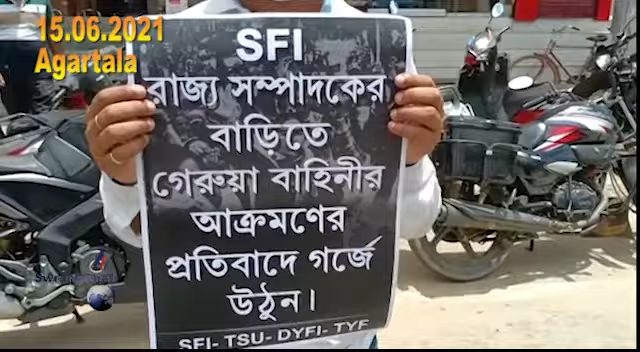 15.06.2021
Agartala
SFI
রাজ্য সম্পাদকের
বাড়িতে
গেরুয়া বাহিনীর
আক্রমণের
প্রতিবাদে গর্জে
উঠুন।
SFI- TSU- DYFI- TYF